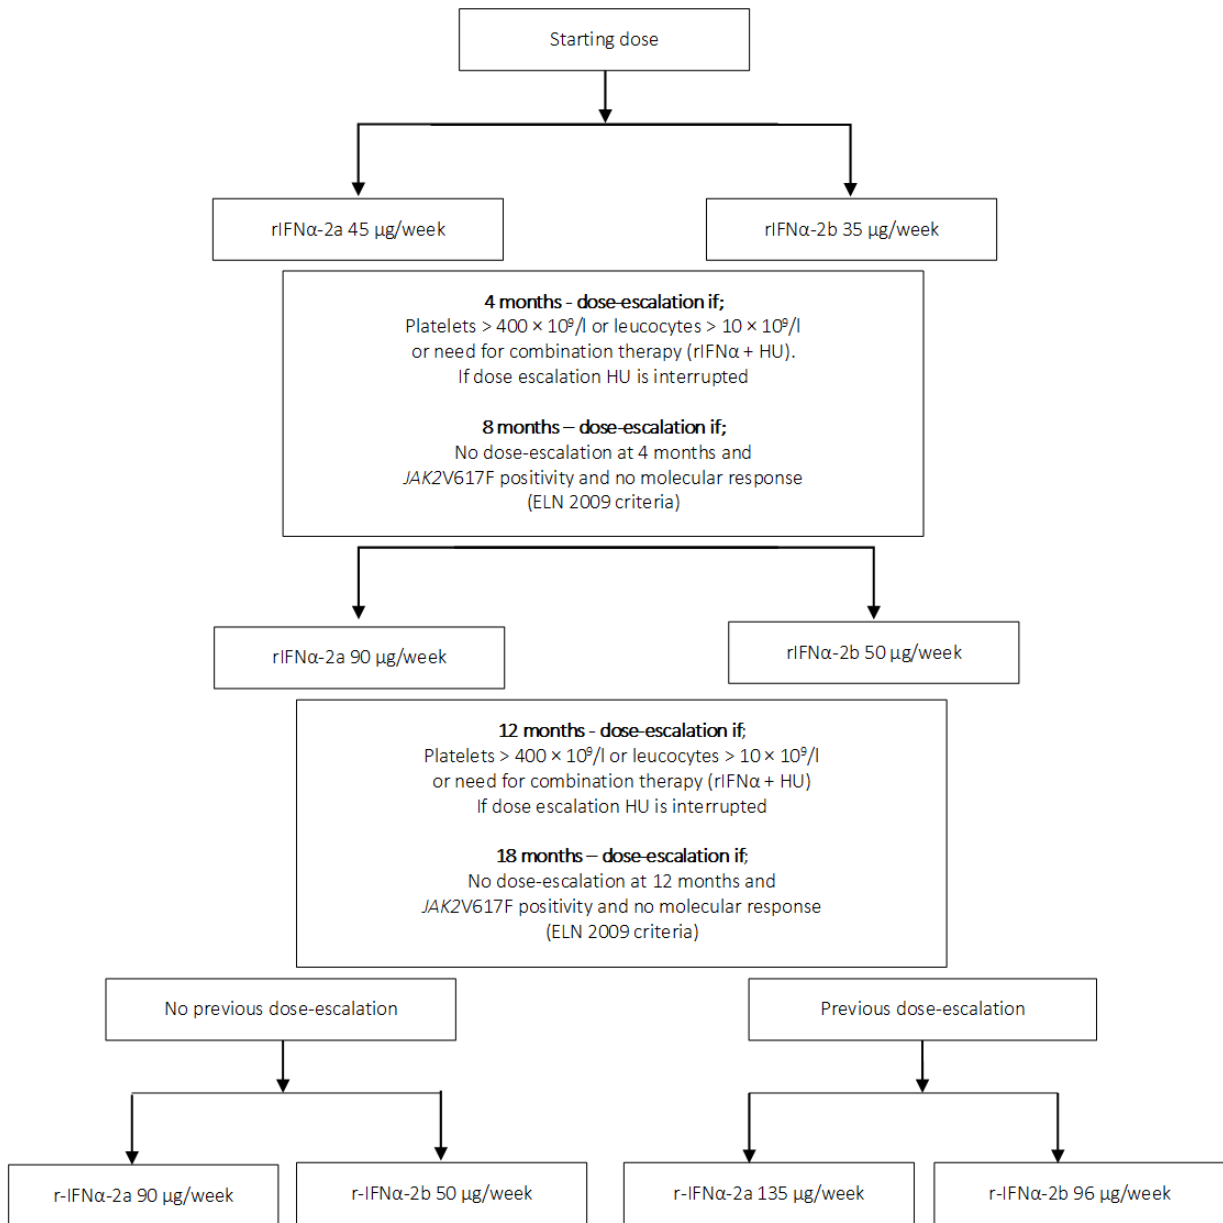 Starting dose
rIFNα-2a 45 µg/week
rIFNα-2b 35 µg/week
4 months - dose-escalation if;
Platelets > 400 × 10⁹/l or leucocytes > 10 × 10⁹/l
or need for combination therapy (rIFNα + HU).
If dose escalation HU is interrupted
8 months – dose-escalation if;
No dose-escalation at 4 months and
JAK2V617F positivity and no molecular response
(ELN 2009 criteria)
rIFNα-2a 90 µg/week
rIFNα-2b 50 µg/week
12 months - dose-escalation if;
Platelets > 400 × 10⁹/l or leucocytes > 10 × 10⁹/l
or need for combination therapy (rIFNα + HU)
If dose escalation HU is interrupted
18 months – dose-escalation if;
No dose-escalation at 12 months and
JAK2V617F positivity and no molecular response
(ELN 2009 criteria)
No previous dose-escalation
Previous dose-escalation
r-IFNα-2a 90 µg/week
r-IFNα-2b 50 µg/week
r-IFNα-2a 135 µg/week
r-IFNα-2b 96 µg/week